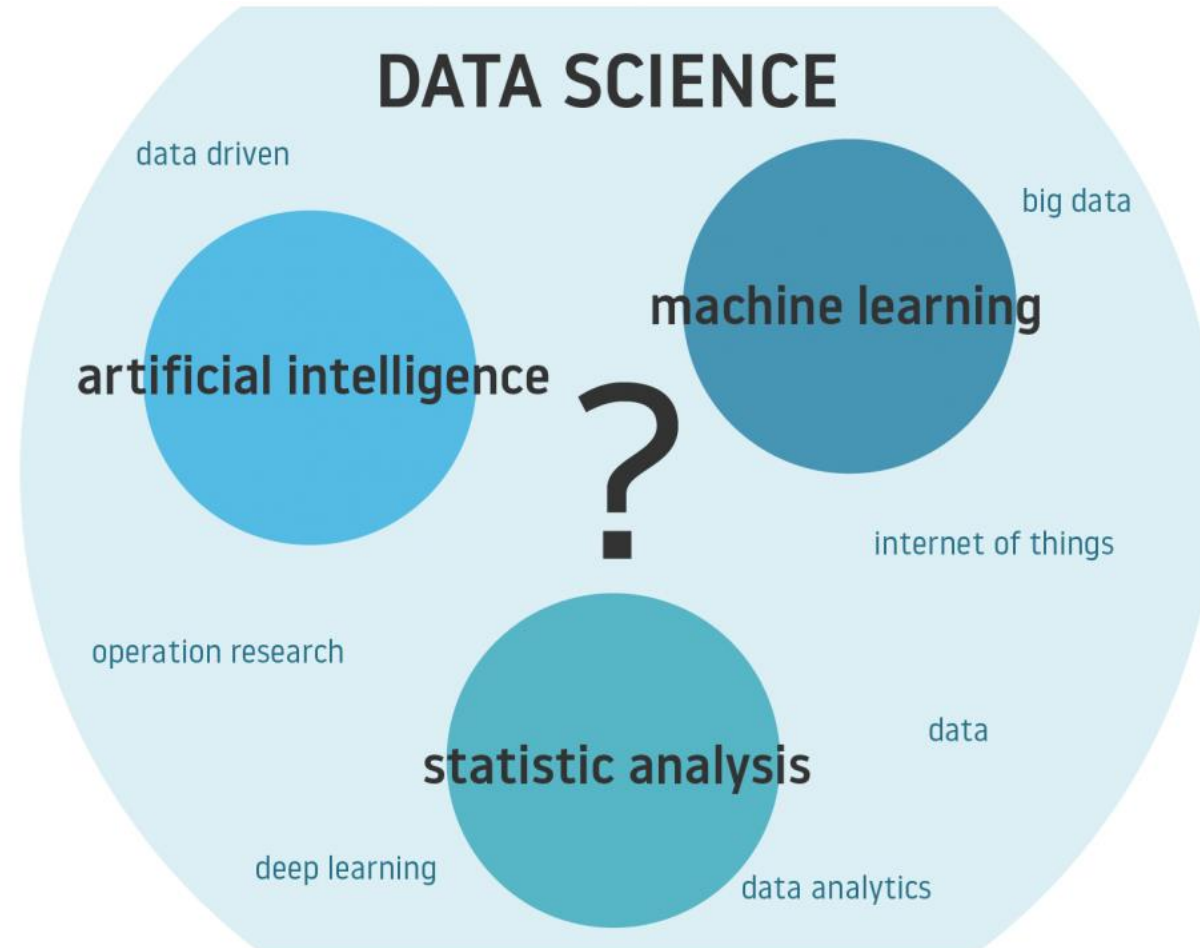 DATA SCIENCE
data driven
big data
machine learning
artificial intelligence
?
internet of things
operation research
data
statistic analysis
deep learning
data analytics